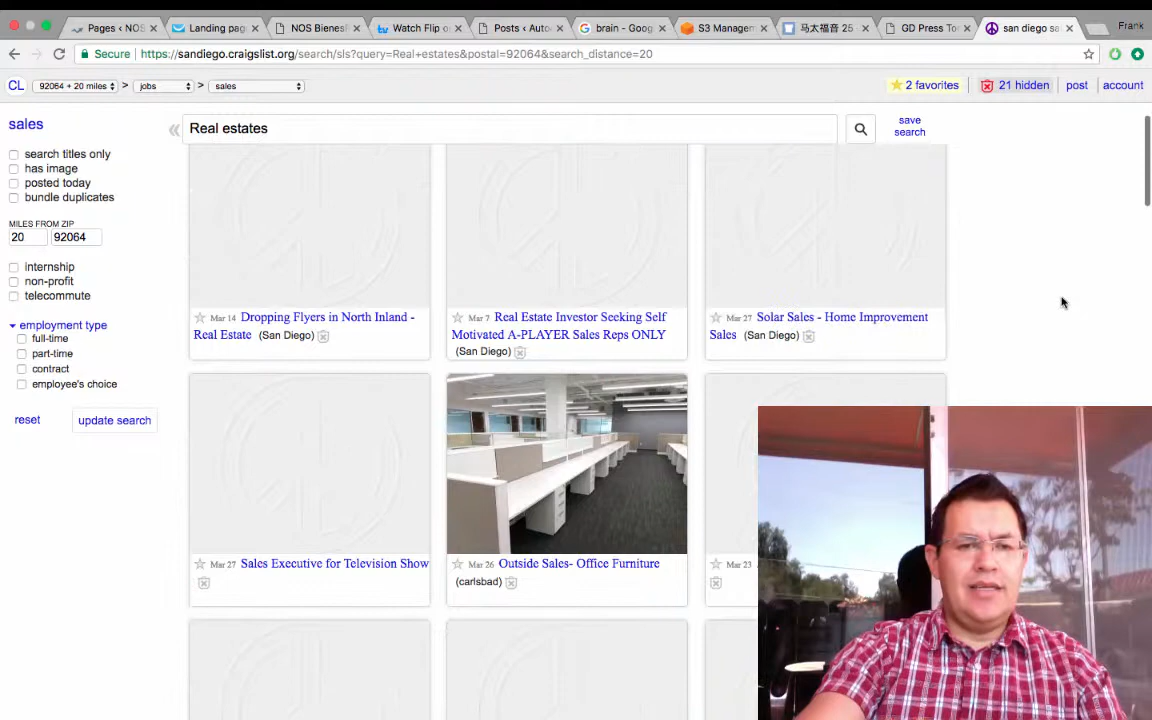 Pages < NOS
Landing page
NOS Bienes
Watch Flip o
Posts ‹ Auto
brain - Goog
S3 Managem
马太福音 25
GD Press To
san diego sa
Frank
Secure
https://sandiego.craigslist.org/search/sls?query=Real+estates&postal=92064&search_distance=20
CL
92064 + 20 miles
>
jobs
>
sales
2 favorites
21 hidden
post
account
sales
Real estates
save
search
search titles only
has image
posted today
bundle duplicates
MILES FROM ZIP
20
92064
internship
non-profit
telecommute
employment type
full-time
part-time
contract
employee's choice
reset
update search
Mar 14 Dropping Flyers in North Inland -
Real Estate (San Diego)
Mar 7 Real Estate Investor Seeking Self
Motivated A-PLAYER Sales Reps ONLY
(San Diego)
Mar 27 Solar Sales - Home Improvement
Sales (San Diego)
Mar 27 Sales Executive for Television Show
Mar 26 Outside Sales- Office Furniture
(carlsbad)
Mar 23